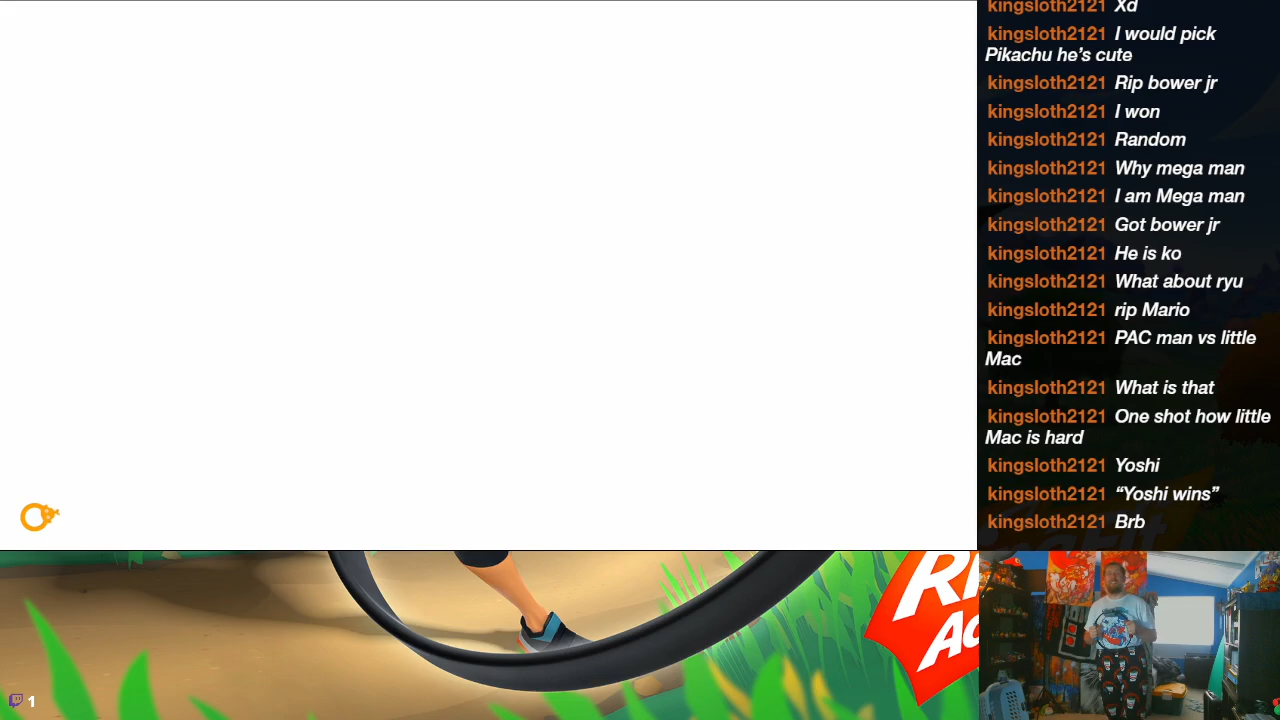 kingsloth2121 Xd
kingsloth2121 I would pick
Pikachu he's cute
kingsloth2121 Rip bower jr
kingsloth2121 I won
kingsloth2121 Random
kingsloth2121 Why mega man
kingsloth2121 I am Mega man
kingsloth2121 Got bower jr
kingsloth2121 He is ko
kingsloth2121 What about ryu
kingsloth2121 rip Mario
kingsloth2121 PAC man vs little
Mac
kingsloth2121 What is that
kingsloth2121 One shot how little
Mac is hard
kingsloth2121 Yoshi
kingsloth2121 “Yoshi wins”
kingsloth2121 Brb
1